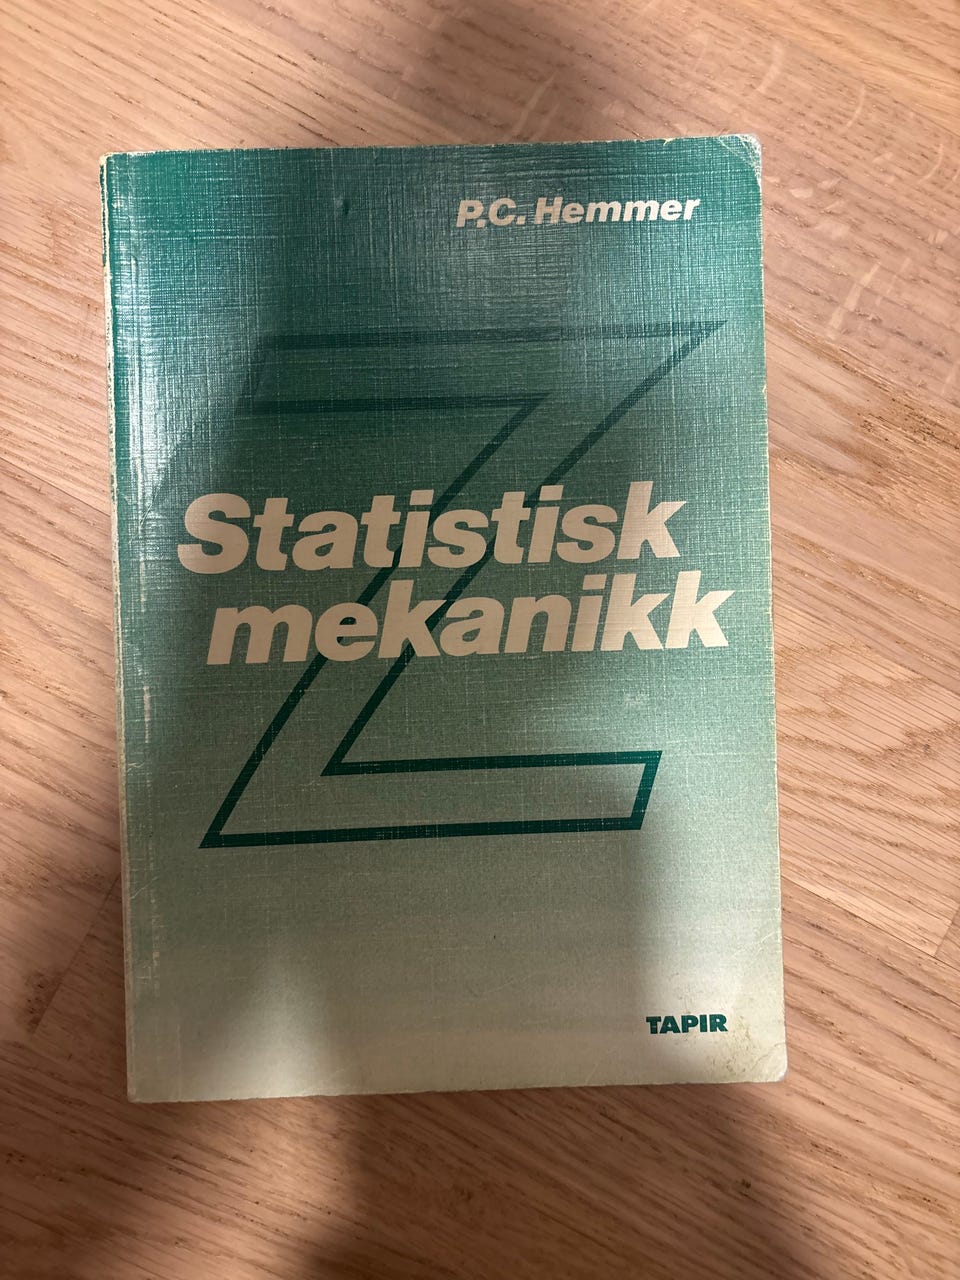 P.C. Hemmer
Z
Statistisk
mekanikk
TAPIR